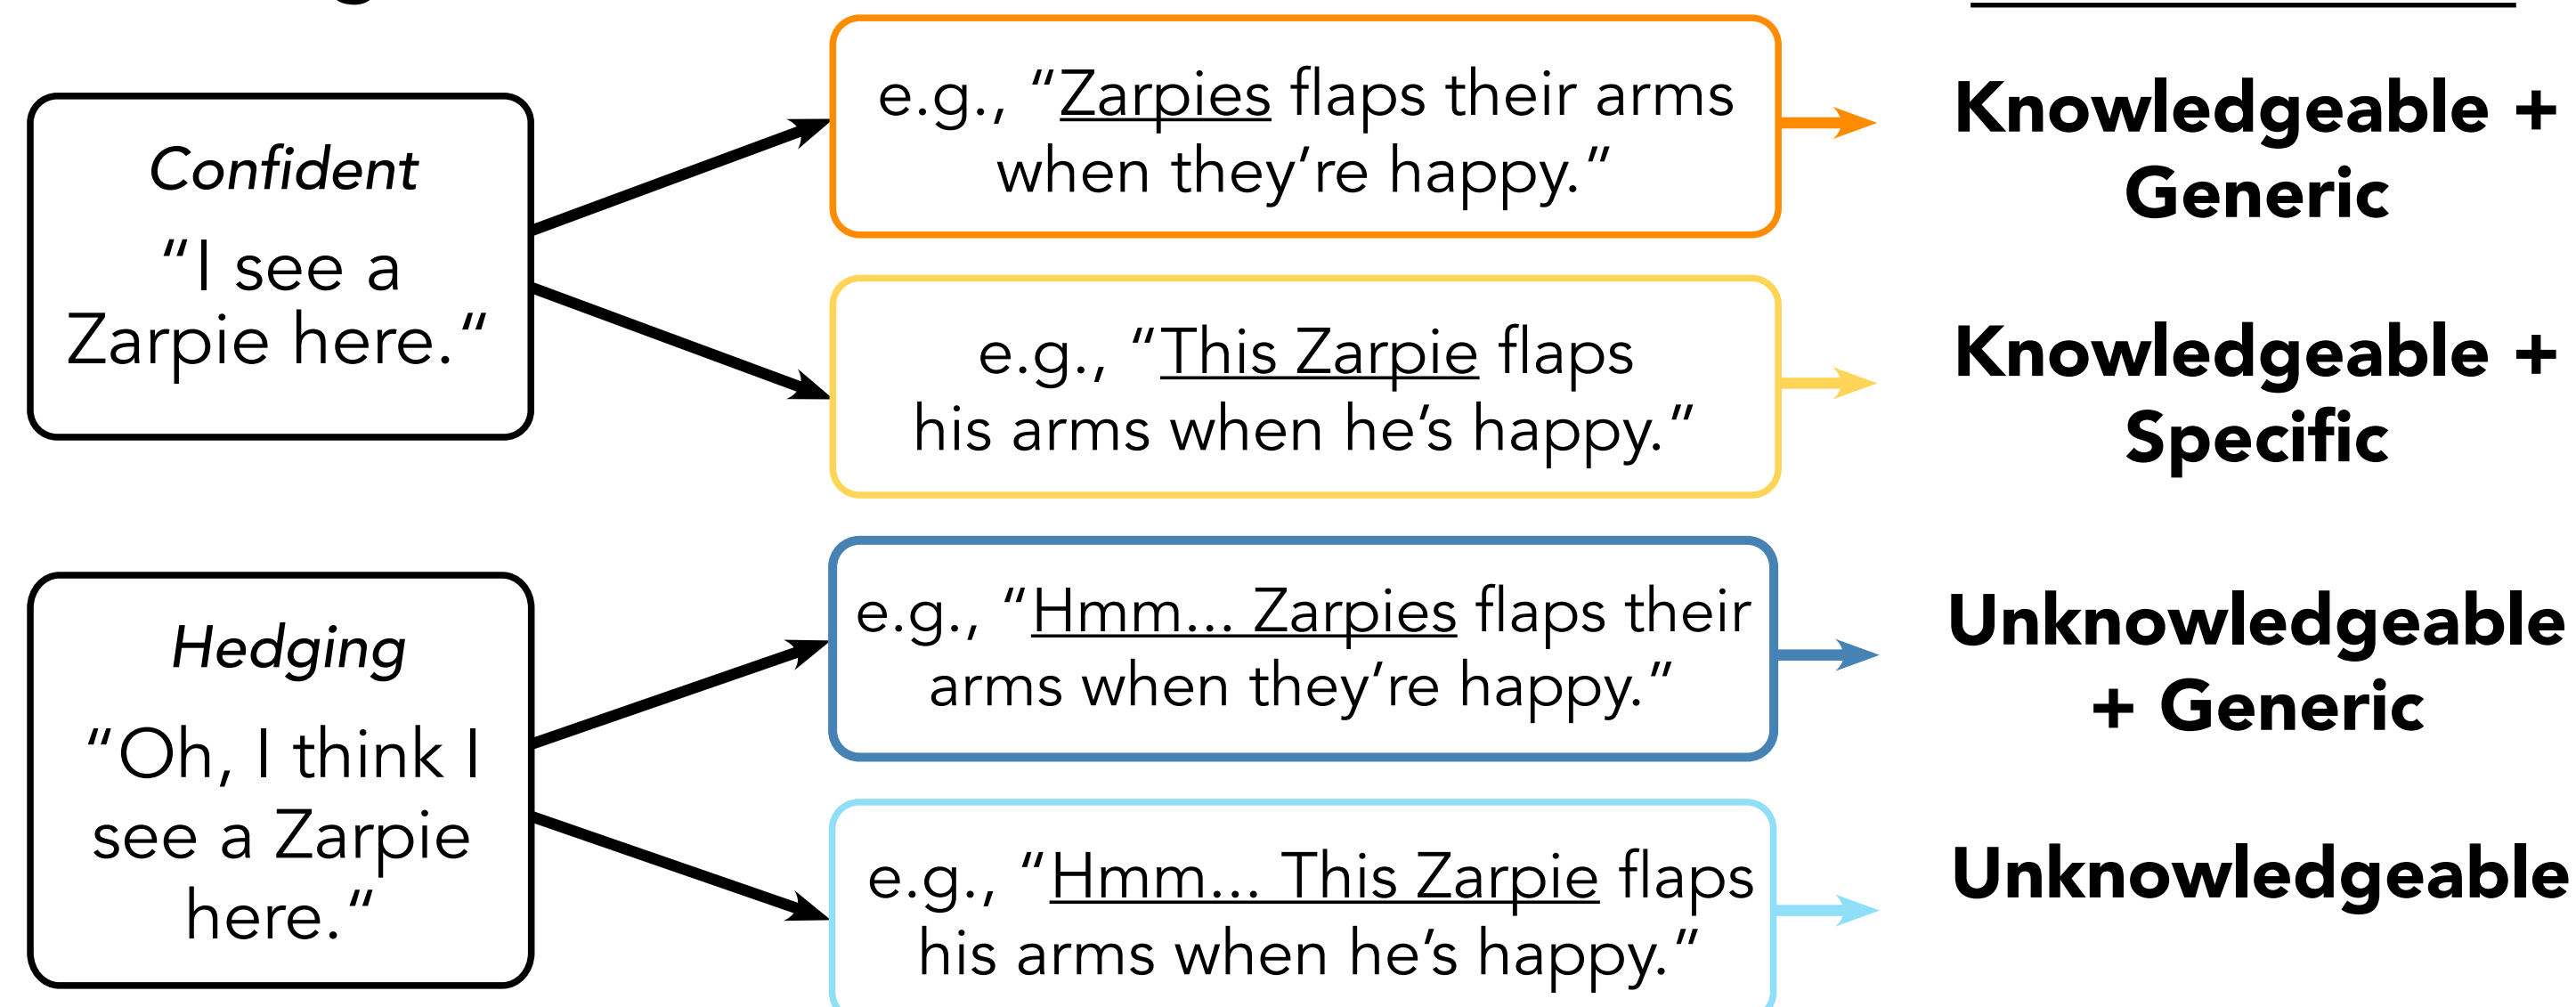 Confident
“I see a
Zarpie here.“
e.g., “Zarpies flaps their arms
when they’re happy.”
Knowledgeable +
Generic
e.g., “This Zarpie flaps
his arms when he’s happy.”
Knowledgeable +
Specific
Hedging
“Oh, I think I
see a Zarpie
here.“
e.g., “Hmm... Zarpies flaps their
arms when they’re happy.”
Unknowledgeable
+ Generic
e.g., “Hmm... This Zarpie flaps
his arms when he’s happy.”
Unknowledgeable